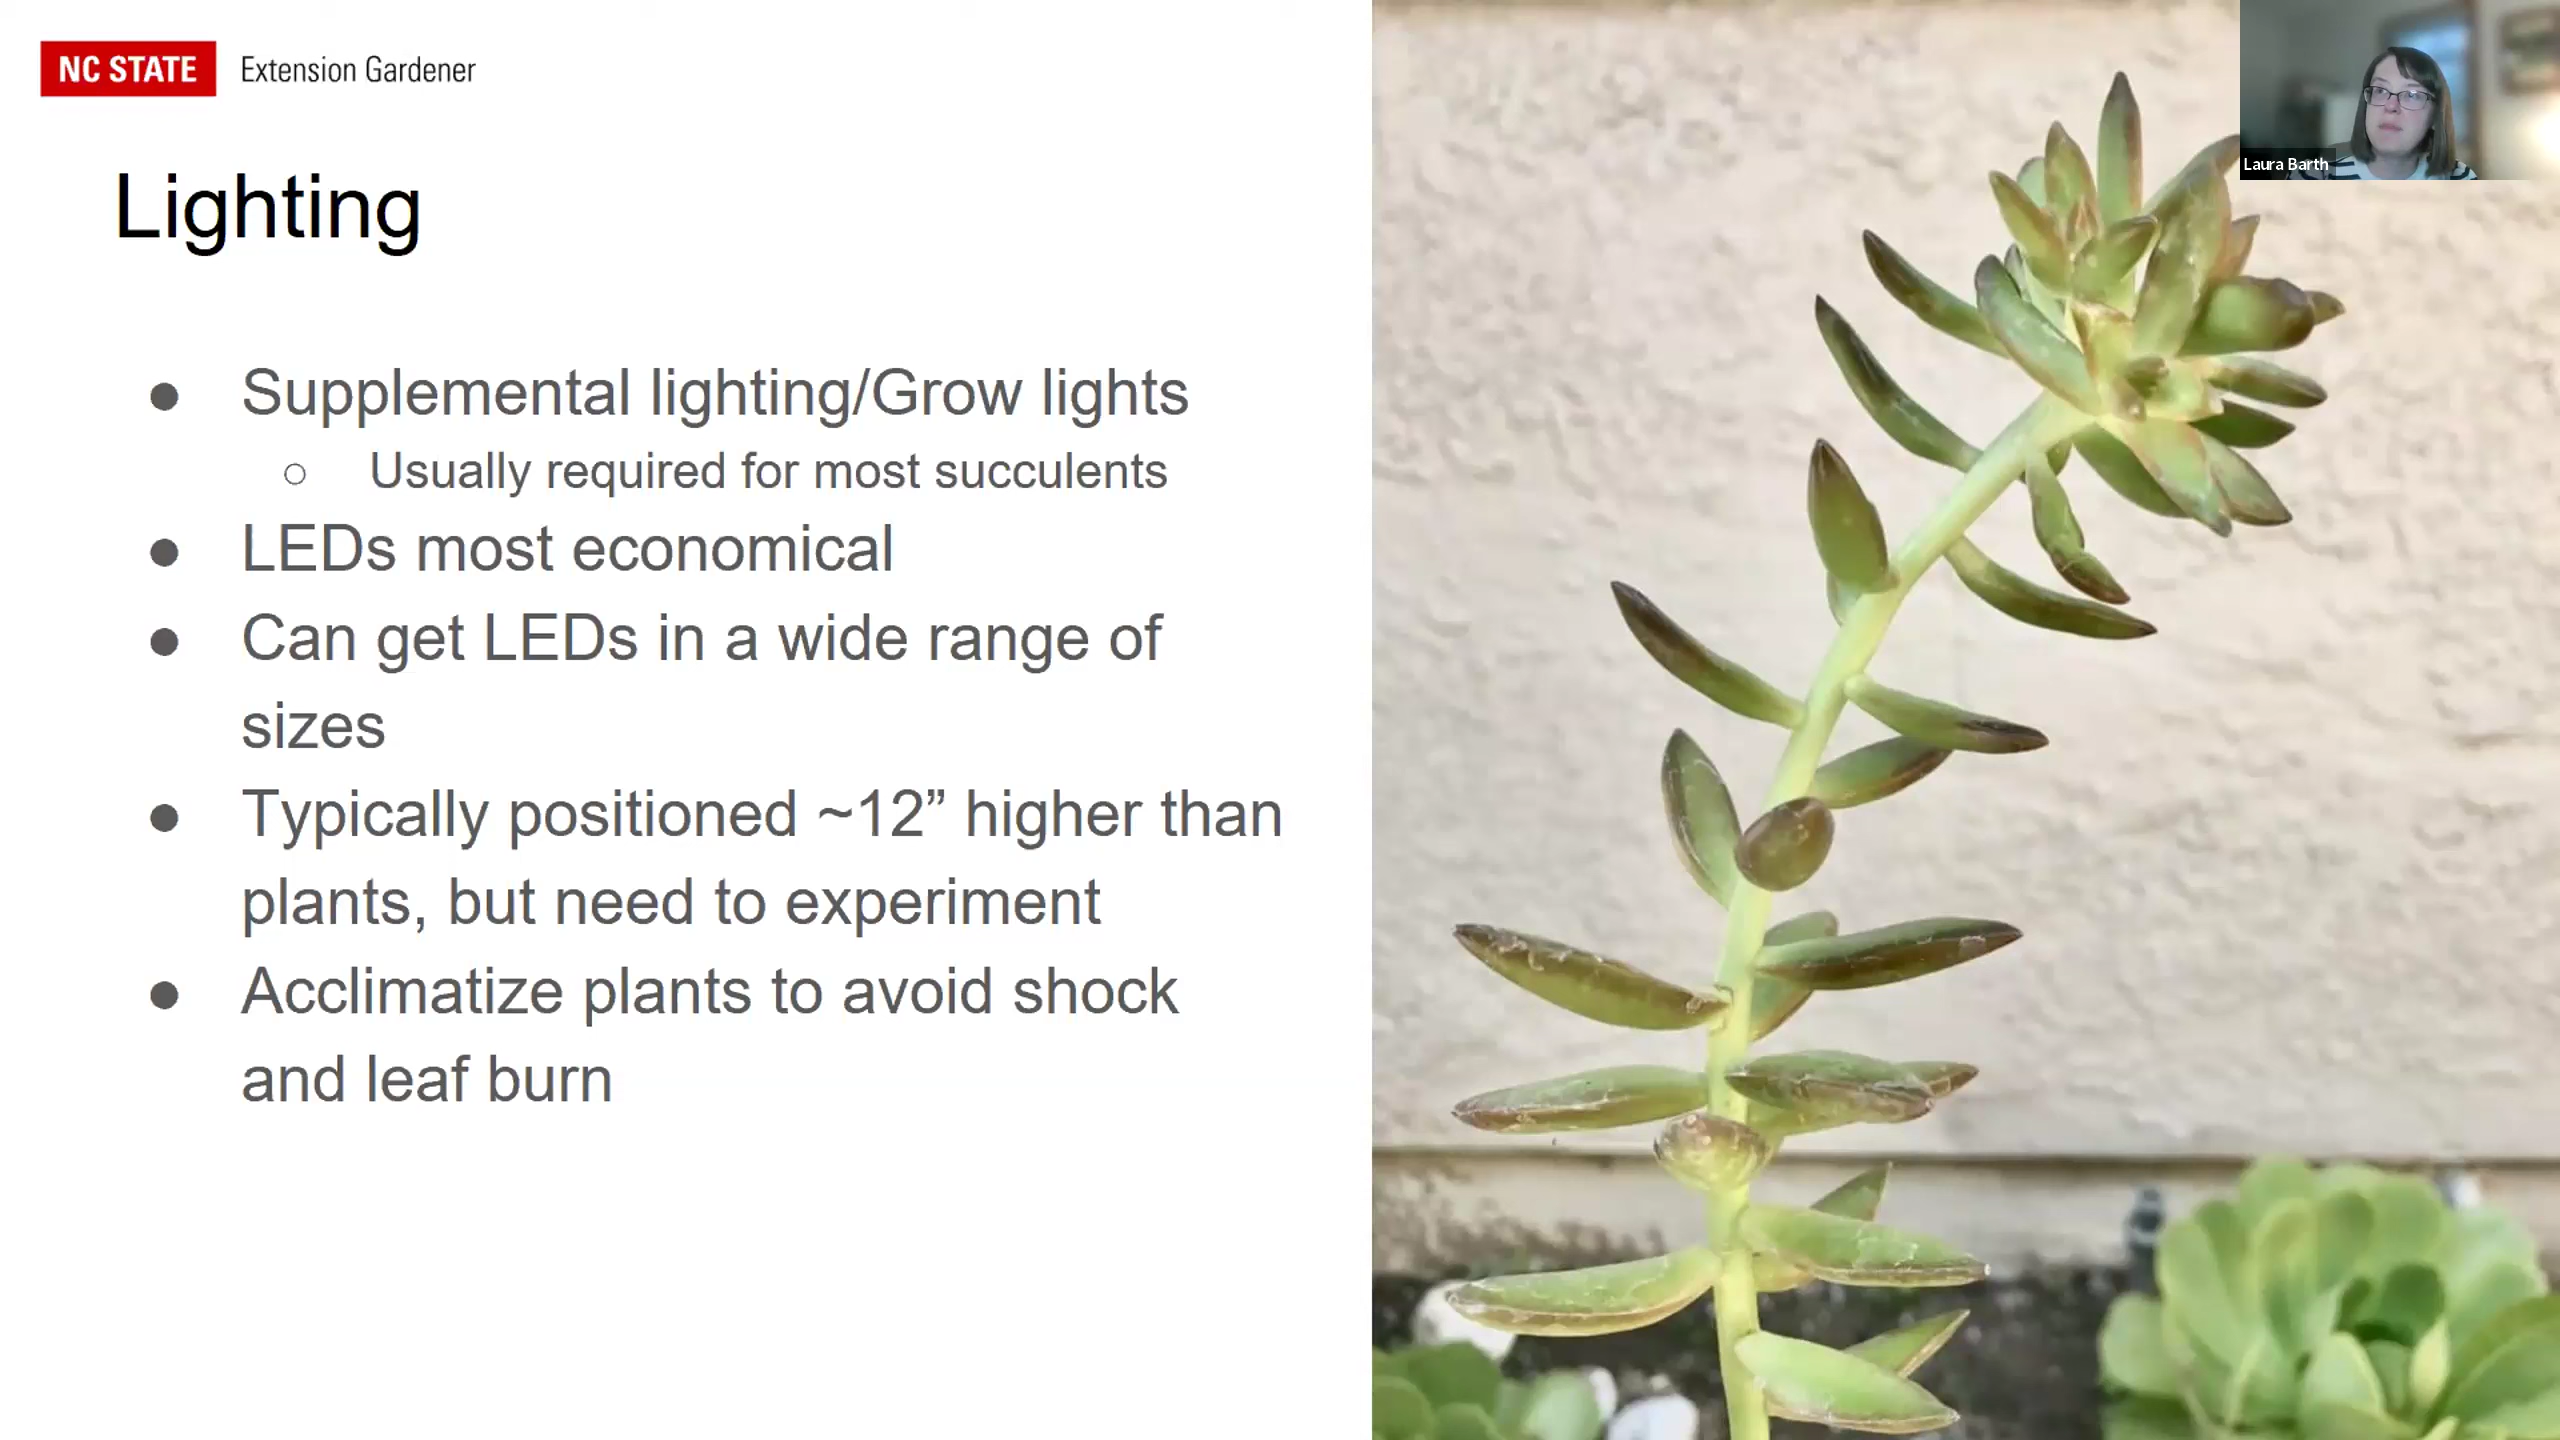 NC STATE Extension Gardener
Laura Barth
Lighting
● Supplemental lighting/Grow lights
○ Usually required for most succulents
● LEDs most economical
● Can get LEDs in a wide range of
sizes
● Typically positioned ~12” higher than
plants, but need to experiment
● Acclimatize plants to avoid shock
and leaf burn